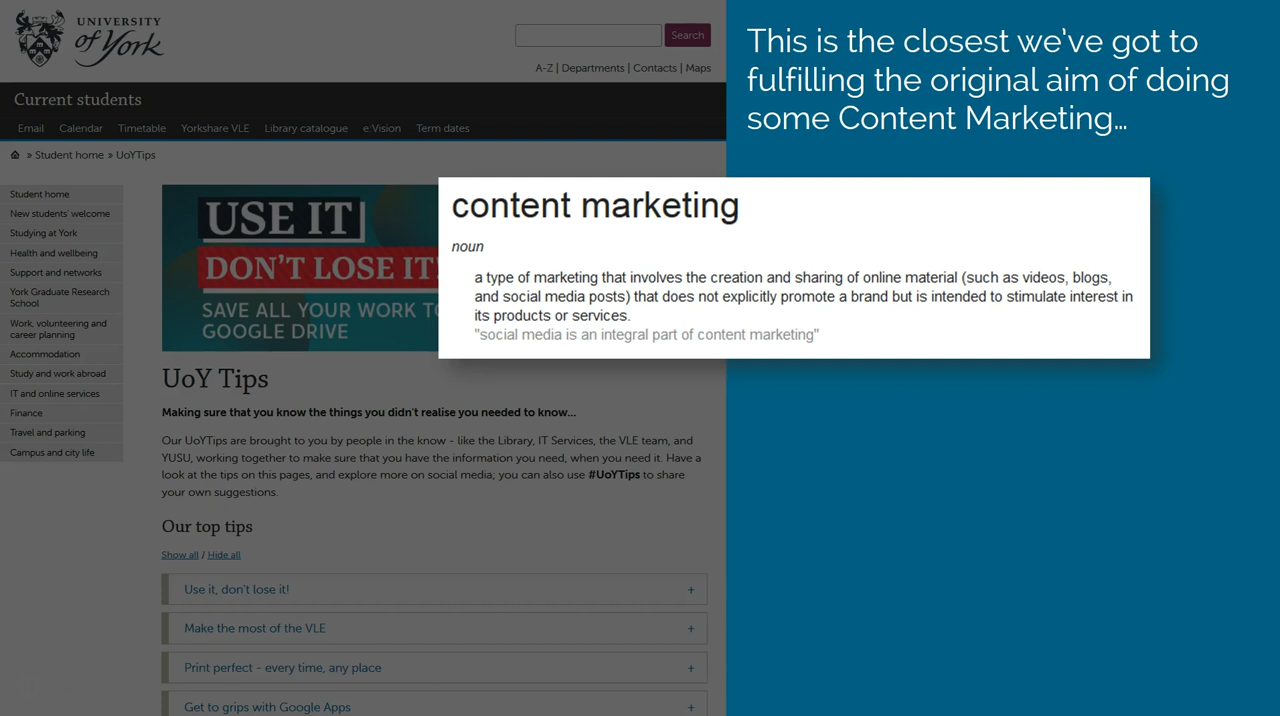 UNIVERSITY
of York
Search
A-Z | Departments | Contacts | Maps
Current students
Email Calendar Timetable Yorkshare VLE Library catalogue e:Vision Term dates
» Student home » UoYTips
Student home
New students' welcome
Studying at York
Health and wellbeing
Support and networks
York Graduate Research
School
Work, volunteering and
career planning
Accommodation
Study and work abroad
IT and online services
Finance
Travel and parking
Campus and city life
USE IT
DON'T LOSE IT!
SAVE ALL YOUR WORK T
GOOGLE DRIVE
UoY Tips
Making sure that you know the things you didn't realise you needed to know...
Our UoYTips are brought to you by people in the know - like the Library, IT Services, the VLE team, and
YUSU, working together to make sure that you have the information you need, when you need it. Have a
look at the tips on this pages, and explore more on social media; you can also use #UoYTips to share
your own suggestions.
Our top tips
Show all / Hide all
Use it, don't lose it! +
Make the most of the VLE +
Print perfect - every time, any place +
Get to grips with Google Apps +
This is the closest we've got to
fulfilling the original aim of doing
some Content Marketing…
content marketing
noun
a type of marketing that involves the creation and sharing of online material (such as videos, blogs,
and social media posts) that does not explicitly promote a brand but is intended to stimulate interest in
its products or services.
"social media is an integral part of content marketing"